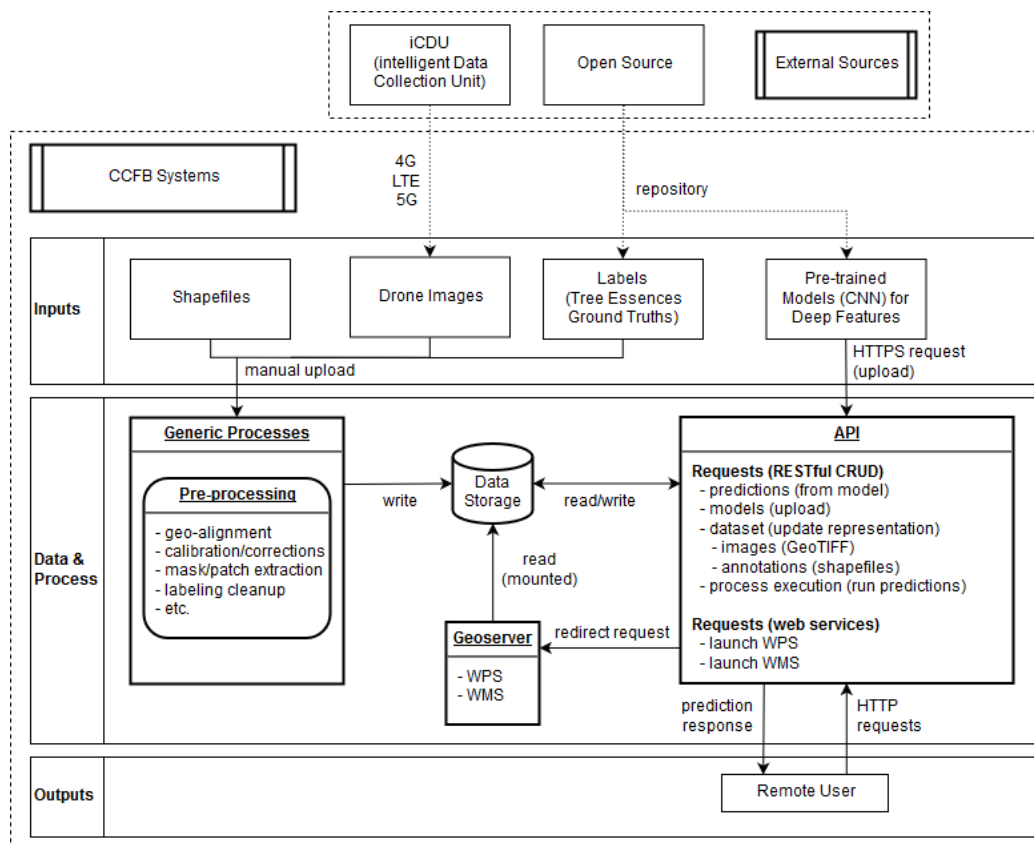 iCDU
(intelligent Data
Collection Unit)
Open Source
External Sources
CCFB Systems
4G
LTE
5G
repository
Inputs
Shapefiles
Drone Images
Labels
(Tree Essences
Ground Truths)
Pre-trained
Models (CNN) for
Deep Features
manual upload
HTTPS request
(upload)
Data &
Process
Generic Processes
Pre-processing
- geo-alignment
- calibration/corrections
- mask/patch extraction
- labeling cleanup
- etc.
write
Data
Storage
read/write
read
(mounted)
Geoserver
- WPS
- WMS
redirect request
API
Requests (RESTful CRUD)
- predictions (from model)
- models (upload)
- dataset (update representation)
- images (GeoTIFF)
- annotations (shapefiles)
- process execution (run predictions)
Requests (web services)
- launch WPS
- launch WMS
prediction
response
HTTP
requests
Outputs
Remote User